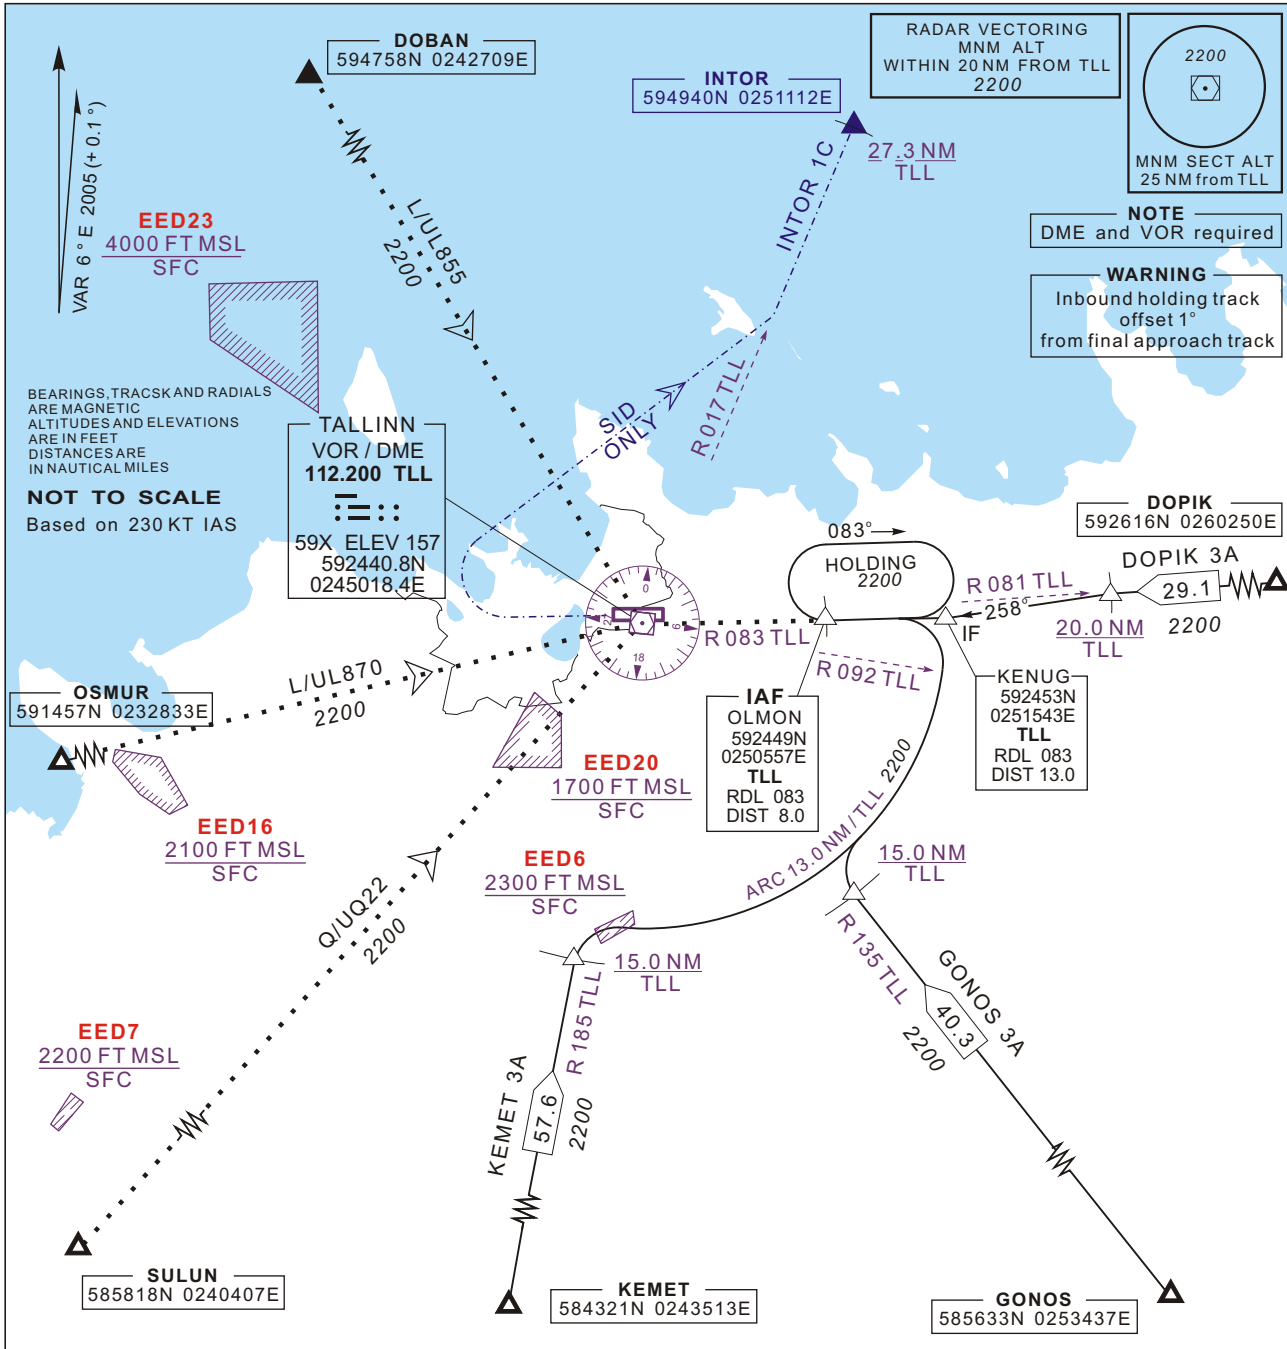 DOBAN
594758N 0242709E
INTOR
594940N 0251112E
RADAR VECTORING
MNM ALT
WITHIN 20 NM FROM TLL
2200
2200
MNM SECT ALT
25 NM from TLL
VAR 6° E 2005 (+ 0.1 °)
27.3 NM
TLL
INTOR 1C
NOTE
DME and VOR required
WARNING
Inbound holding track
offset 1°
from final approach track
EED23
4000 FT MSL
SFC
L/UL855
2200
BEARINGS, TRACSK AND RADIALS
ARE MAGNETIC
ALTITUDES AND ELEVATIONS
ARE IN FEET
DISTANCES ARE
IN NAUTICAL MILES
NOT TO SCALE
Based on 230 KT IAS
TALLINN
VOR / DME
112.200 TLL
59X ELEV 157
592440.8N
0245018.4E
SID
ONLY
R 017 TLL
DOPIK
592616N 0260250E
DOPIK 3A
29.1
2200
R 081 TLL
258°
20.0 NM
TLL
083°
HOLDING
2200
IF
0
9
18
27
R 083 TLL
R 092 TLL
IAF
OLMON
592449N
0250557E
TLL
RDL 083
DIST 8.0
KENUG
592453N
0251543E
TLL
RDL 083
DIST 13.0
OSMUR
591457N 0232833E
L/UL870
2200
EED16
2100 FT MSL
SFC
EED20
1700 FT MSL
SFC
EED6
2300 FT MSL
SFC
ARC 13.0 NM / TLL 2200
15.0 NM
TLL
15.0 NM
TLL
R 135 TLL
GONOS 3A
40.3
2200
R 185 TLL
KEMET 3A
57.6
2200
Q/UQ22
2200
EED7
2200 FT MSL
SFC
SULUN
585818N 0240407E
KEMET
584321N 0243513E
GONOS
585633N 0253437E